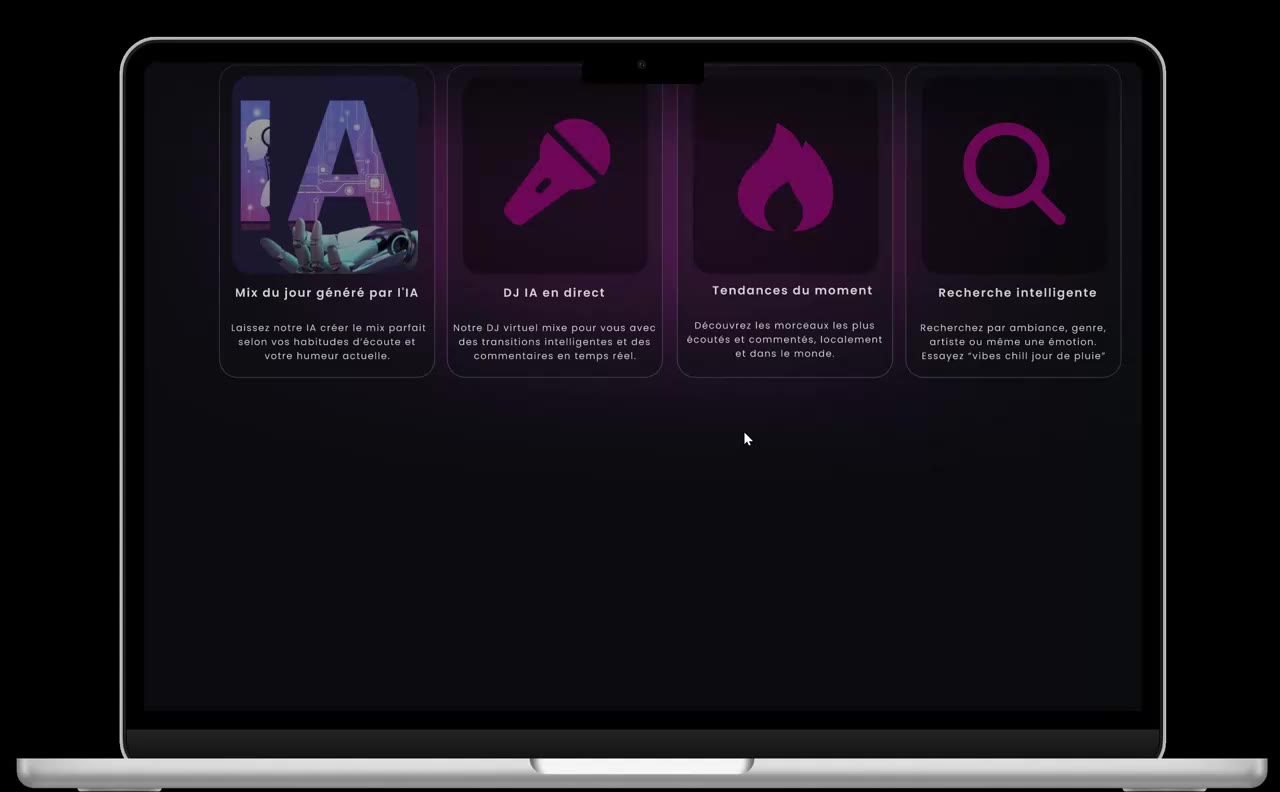 IA
Mix du jour généré par l'IA
Laissez notre IA créer le mix parfait
selon vos habitudes d'écoute et
votre humeur actuelle.
DJ IA en direct
Notre DJ virtuel mixe pour vous avec
des transitions intelligentes et des
commentaires en temps réel.
Tendances du moment
Découvrez les morceaux les plus
écoutés et commentés, localement
et dans le monde.
Recherche intelligente
Recherchez par ambiance, genre,
artiste ou même une émotion.
Essayez “vibes chill jour de pluie”